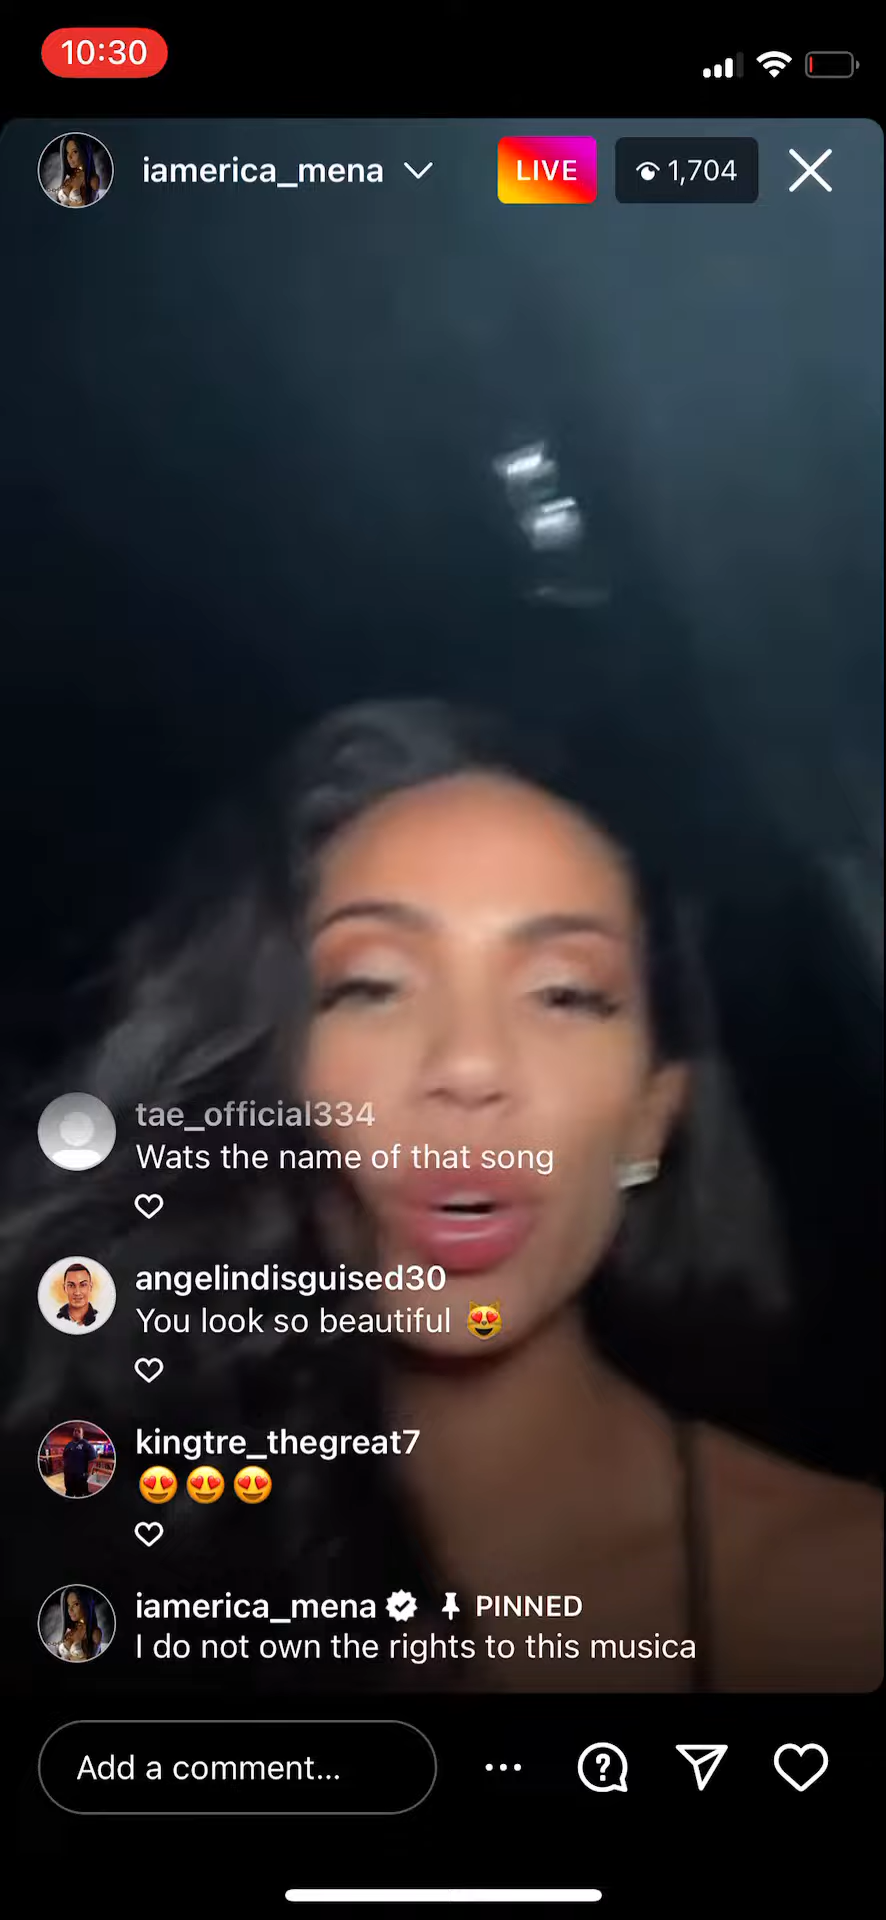 10:30
iamerica_mena
LIVE
1,704
tae_official334
Wats the name of that song
angelindisguised30
You look so beautiful 😻
kingtre_thegreat7
😍😍😍
iamerica_mena PINNED
I do not own the rights to this musica
Add a comment...